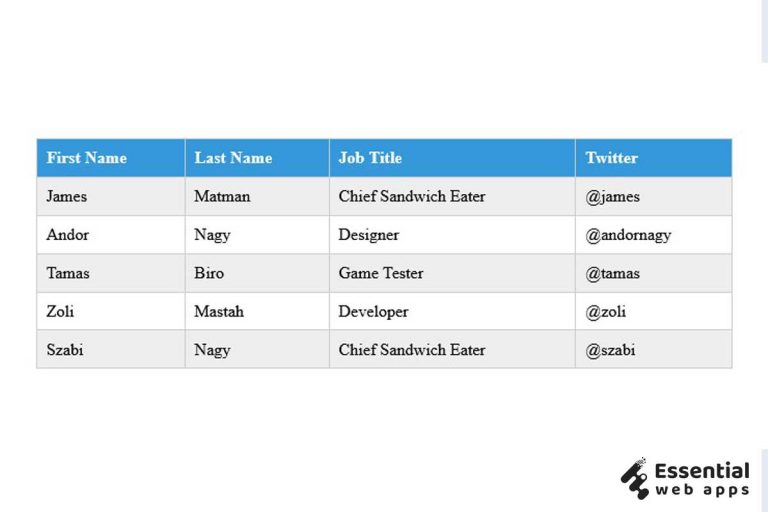 First Name Last Name Job Title Twitter
James Matman Chief Sandwich Eater @james
Andor Nagy Designer @andornagy
Tamas Biro Game Tester @tamas
Zoli Mastah Developer @zoli
Szabi Nagy Chief Sandwich Eater @szabi
Essential
web apps